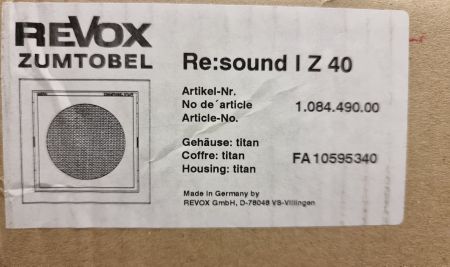 REVOX
ZUMTOBEL
Re:sound I Z 40
Artikel-Nr.
No de´article 1.084.490.00
Article-No.
Gehäuse: titan
Coffre: titan FA 10595340
Housing: titan
Made in Germany by
REVOX GmbH, D-78048 VS-Villingen